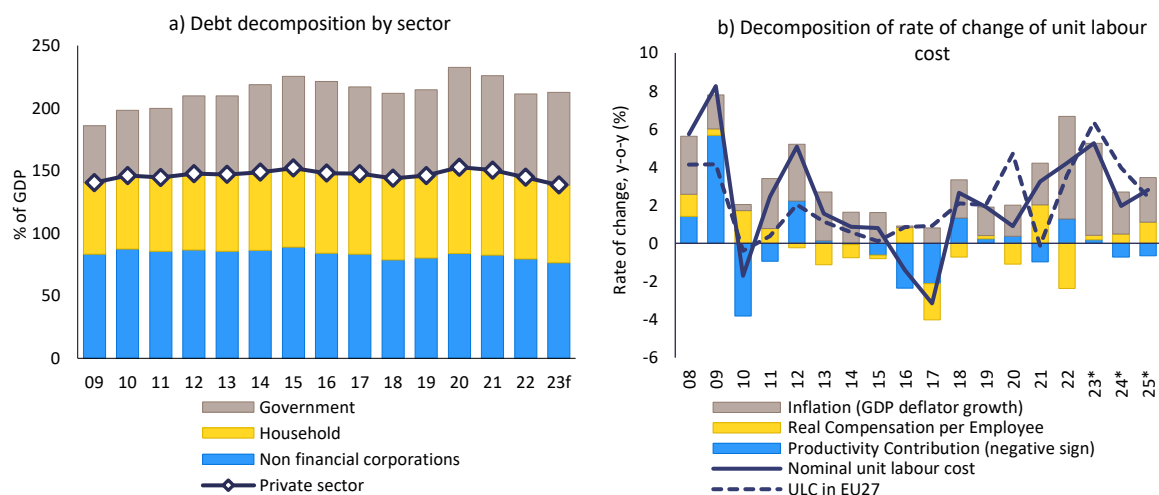 a) Debt decomposition by sector
% of GDP
250
200
150
100
50
0
09 10 11 12 13 14 15 16 17 18 19 20 21 22 23f
Government
Household
Non financial corporations
Private sector
b) Decomposition of rate of change of unit labour
cost
Rate of change, y-o-y (%)
10
8
6
4
2
0
-2
-4
-6
08 09 10 11 12 13 14 15 16 17 18 19 20 21 22 23* 24* 25*
Inflation (GDP deflator growth)
Real Compensation per Employee
Productivity Contribution (negative sign)
Nominal unit labour cost
ULC in EU27